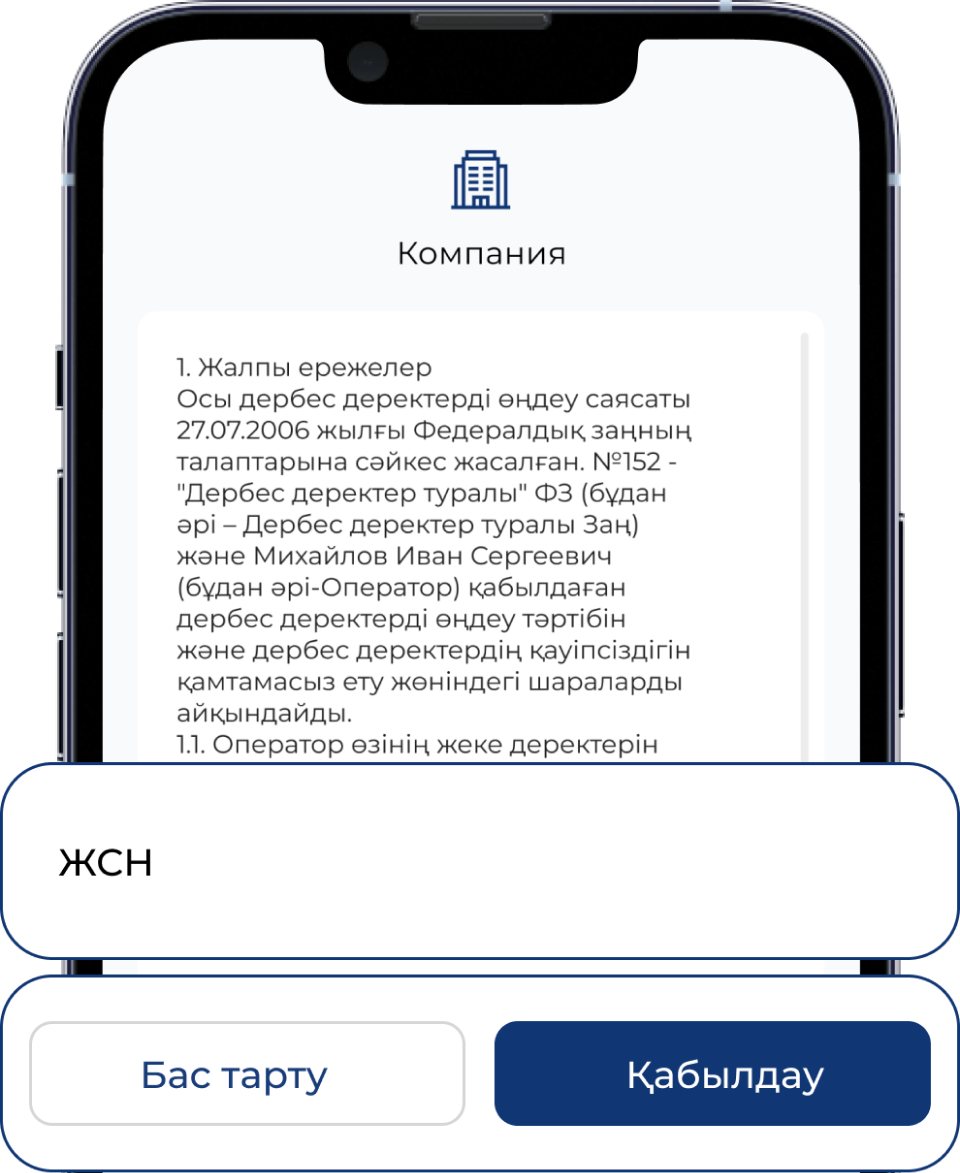 Компания
1. Жалпы ережелер
Осы дербес деректерді өңдеу саясаты
27.07.2006 жылғы Федералдық заңның
талаптарына сәйкес жасалған. №152 -
"Дербес деректер туралы" ФЗ (бұдан
әрі – Дербес деректер туралы Заң)
және Михайлов Иван Сергеевич
(бұдан әрі-Оператор) қабылдаған
дербес деректерді өңдеу тәртібін
және дербес деректердің қауіпсіздігін
қамтамасыз ету жөніндегі шараларды
айқындайды.
1.1. Оператор өзінің жеке деректерін
ЖСН
Бас тарту
Қабылдау